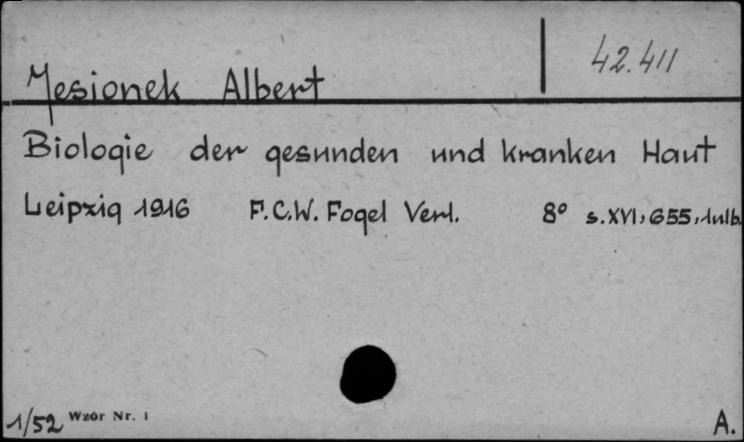 42.411
Jesionek Albert
Biologie der gesunden und kranken Haut
Leipzig 1916 F.C.W. Fogel Verl. 8° s.XVI, 655, 1nlb.
1/52 Wzór Nr. 1
A.